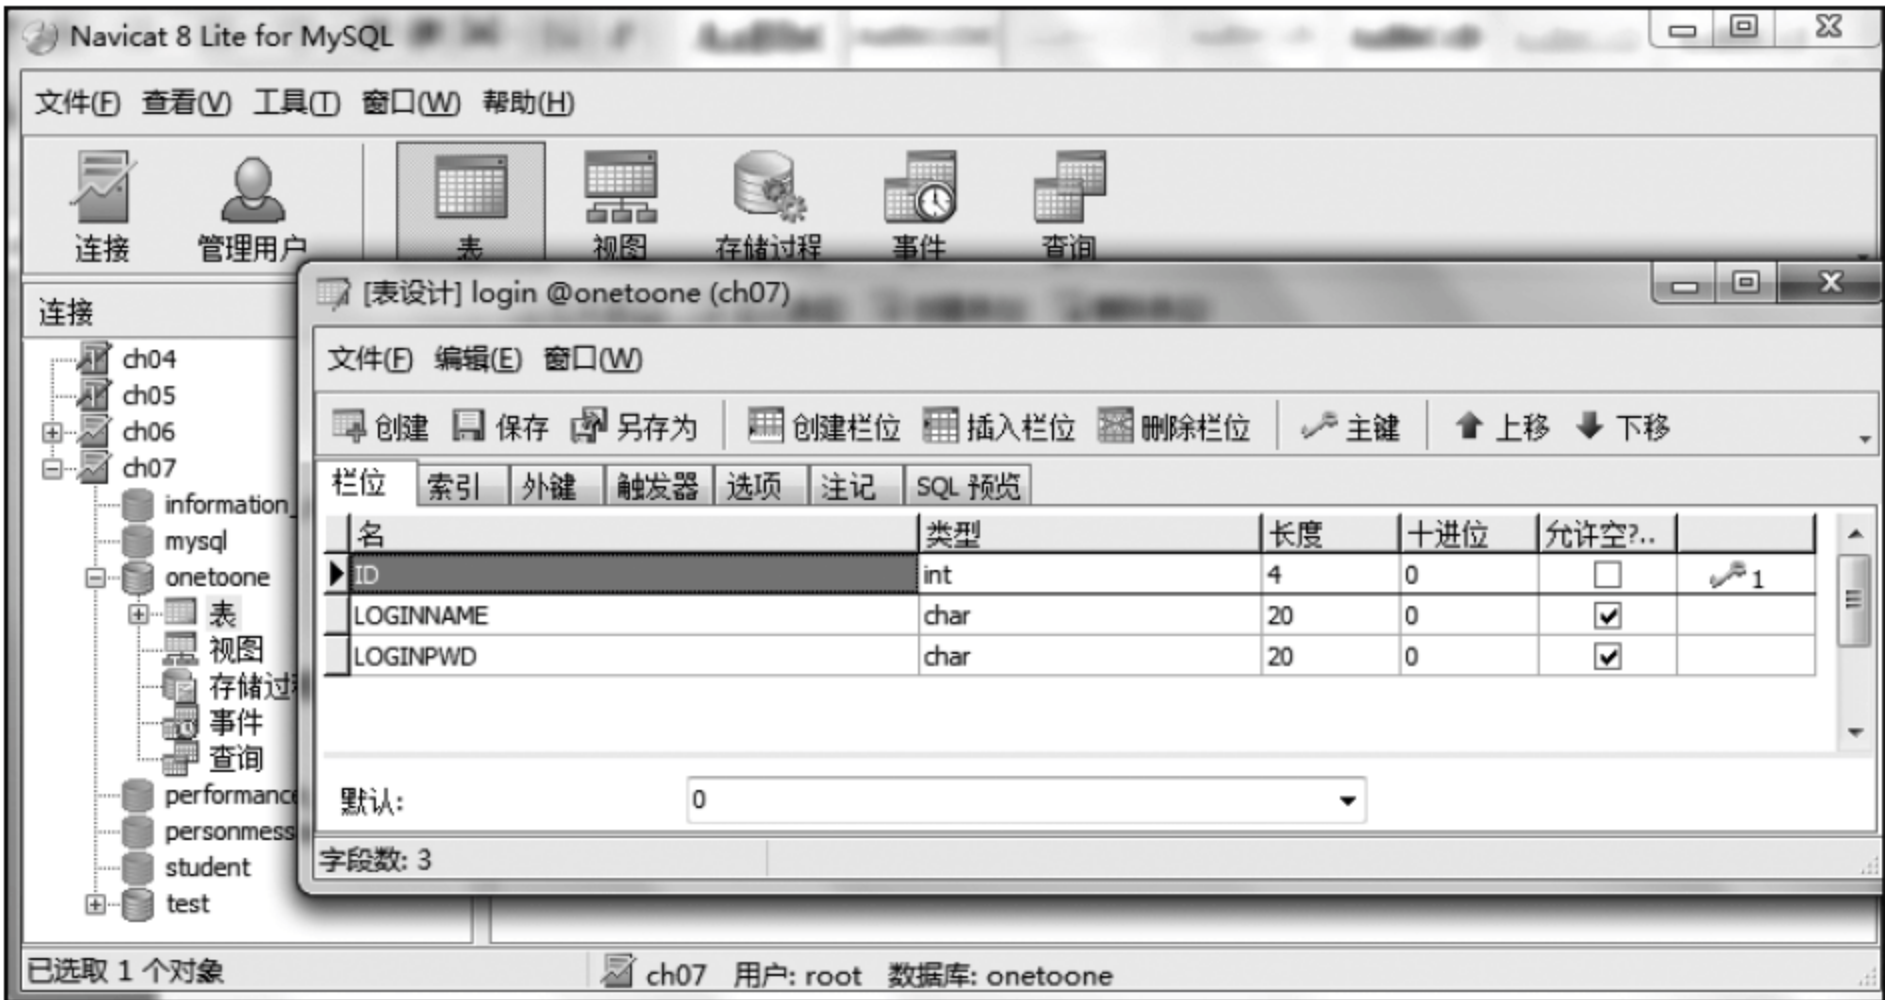 Navicat 8 Lite for MySQL
文件(F) 查看(V) 工具(T) 窗口(W) 帮助(H)
连接 管理用户 表 视图 存储过程 事件 查询
连接
ch04
ch05
ch06
ch07
information_
mysql
onetoone
表
视图
存储过
事件
查询
performance
personmess
student
test
[表设计] login @onetoone (ch07)
文件(F) 编辑(E) 窗口(W)
创建 保存 另存为 创建栏位 插入栏位 删除栏位 主键 上移 下移
栏位 索引 外键 触发器 选项 注记 SQL 预览
名 类型 长度 十进位 允许空?..
ID int 4 0 1
LOGINNAME char 20 0
LOGINPWD char 20 0
默认: 0
字段数: 3
已选取 1 个对象 ch07 用户: root 数据库: onetoone